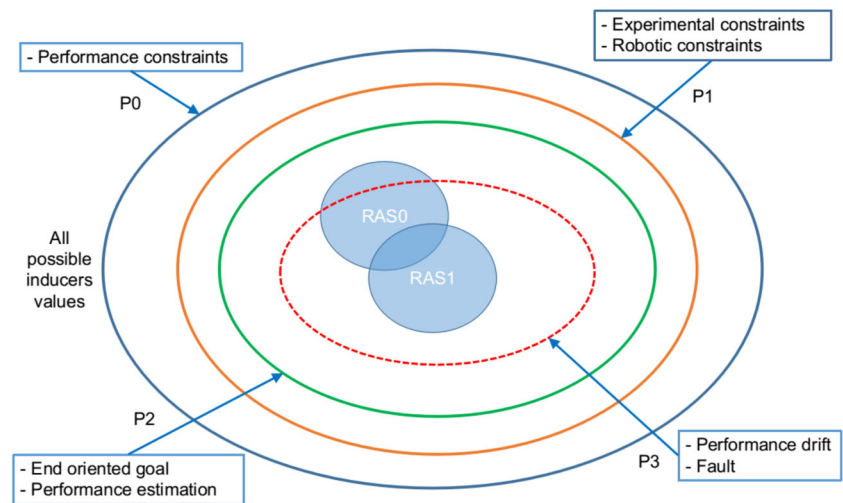 - Experimental constraints
- Robotic constraints
- Performance constraints
P0
P1
RAS0
All
possible
inducers
values
RAS1
P2
- End oriented goal
- Performance estimation
P3
- Performance drift
- Fault